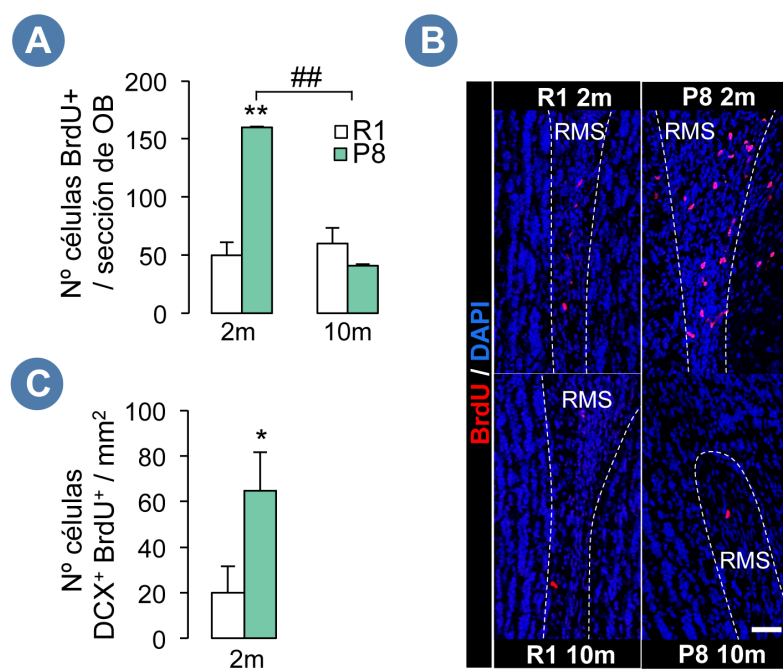 A
Nº células BrdU+
/ sección de OB
200
150
100
50
0
**
##
R1
P8
2m
10m
B
R1 2m
P8 2m
RMS
RMS
BrdU / DAPI
RMS
RMS
R1 10m
P8 10m
C
Nº células
DCX⁺ BrdU⁺ / mm²
100
80
60
40
20
0
*
2m